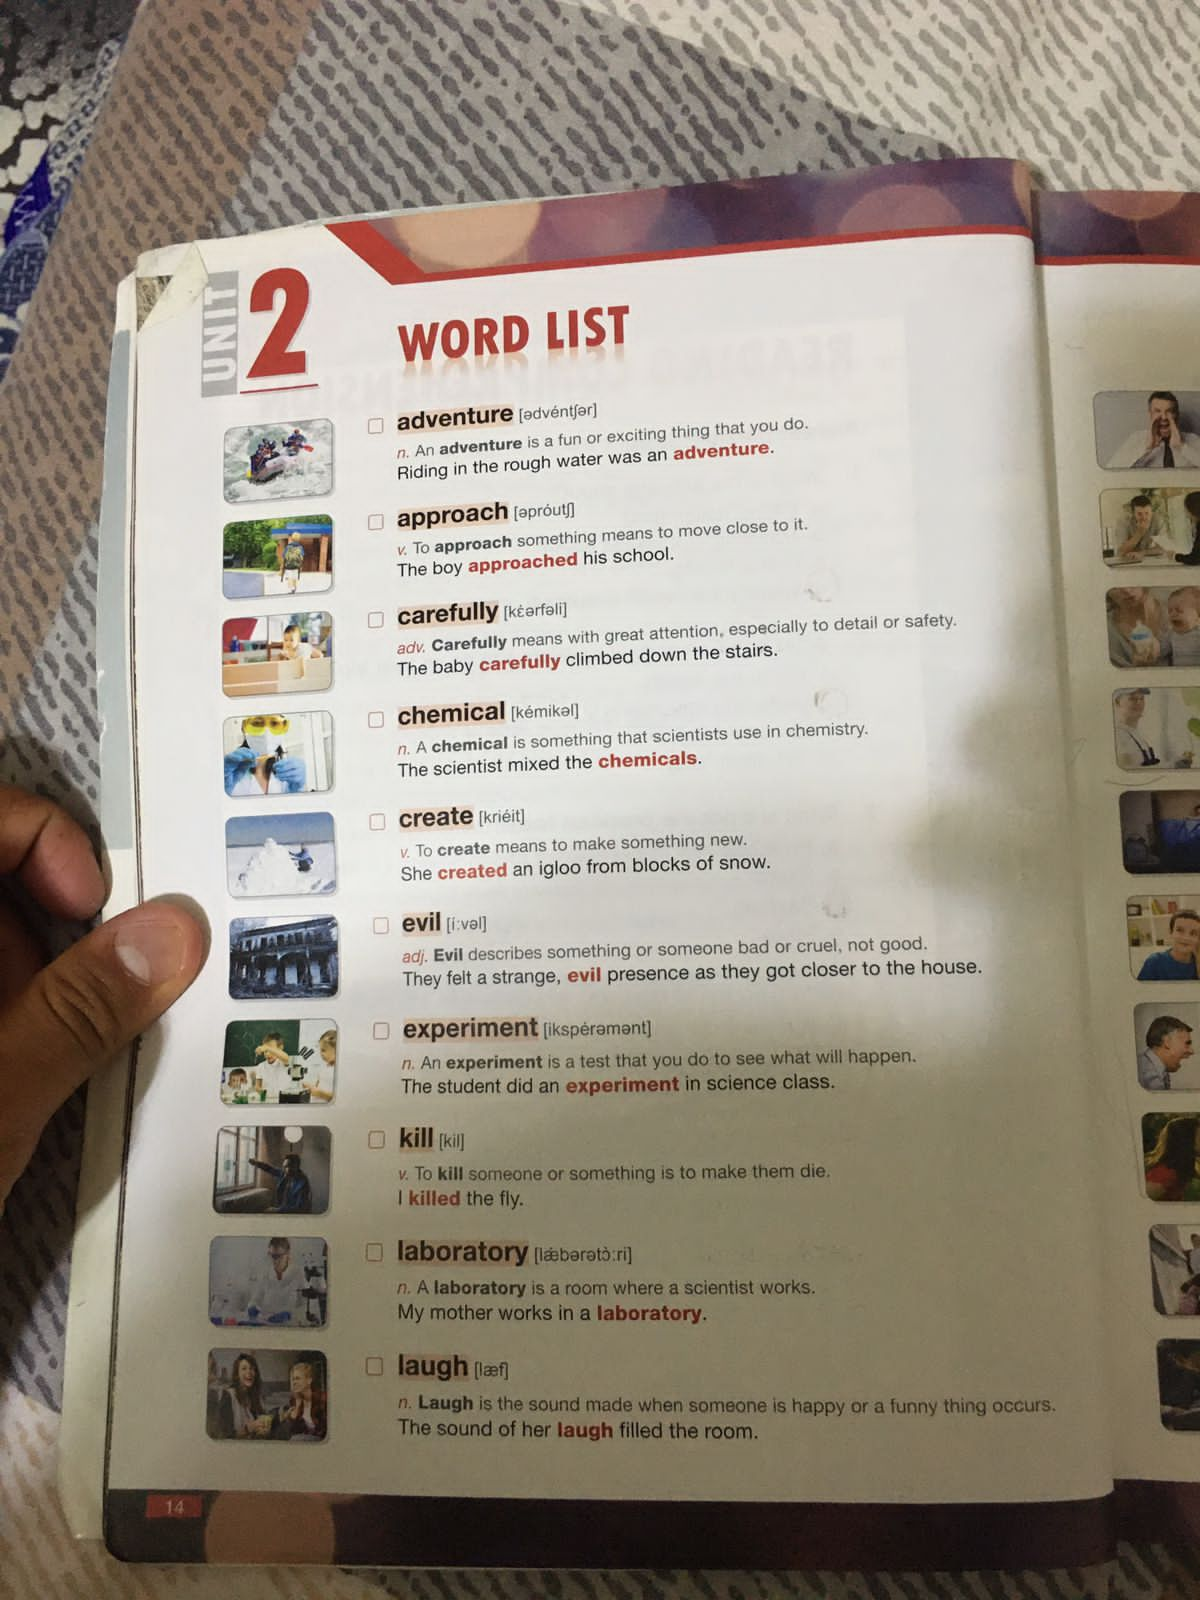 UNIT 2
WORD LIST
adventure [ədvéntʃər]
n. An adventure is a fun or exciting thing that you do.
Riding in the rough water was an adventure.
approach [əpróutʃ]
v. To approach something means to move close to it.
The boy approached his school.
carefully [kɛ́ərfəli]
adv. Carefully means with great attention, especially to detail or safety.
The baby carefully climbed down the stairs.
chemical [kémikəl]
n. A chemical is something that scientists use in chemistry.
The scientist mixed the chemicals.
create [kriéit]
v. To create means to make something new.
She created an igloo from blocks of snow.
evil [í:vəl]
adj. Evil describes something or someone bad or cruel, not good.
They felt a strange, evil presence as they got closer to the house.
experiment [ikspérəmənt]
n. An experiment is a test that you do to see what will happen.
The student did an experiment in science class.
kill [kil]
v. To kill someone or something is to make them die.
I killed the fly.
laboratory [lǽbərətɔ̀:ri]
n. A laboratory is a room where a scientist works.
My mother works in a laboratory.
laugh [læf]
n. Laugh is the sound made when someone is happy or a funny thing occurs.
The sound of her laugh filled the room.
14